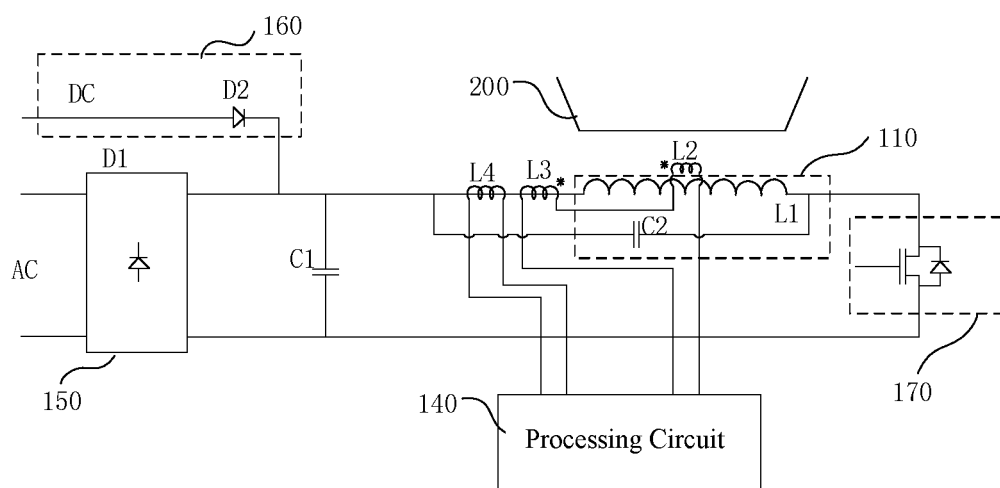 160
DC
D2
200
110
D1
L4
L3
*
*
L2
L1
C2
C1
AC
150
170
140
Processing Circuit